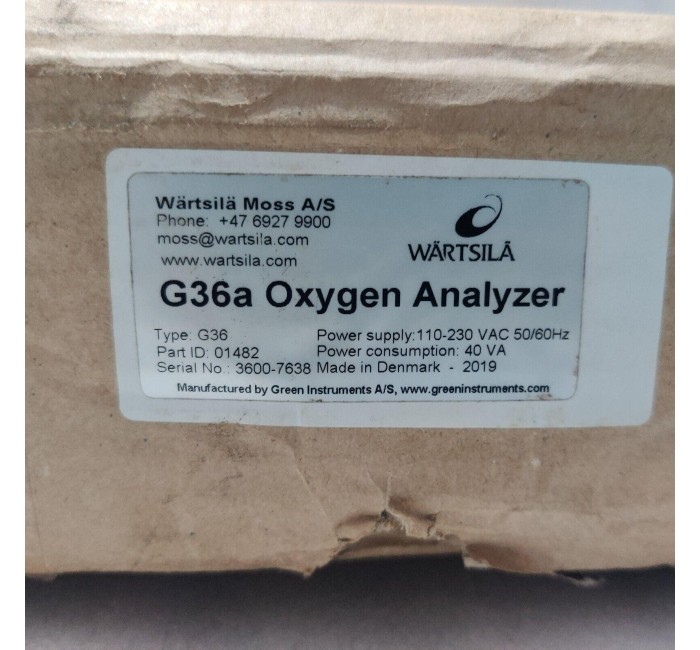 Wärtsilä Moss A/S
Phone: +47 6927 9900
moss@wartsila.com
www.wartsila.com
WÄRTSILÄ
G36a Oxygen Analyzer
Type: G36 Power supply:110-230 VAC 50/60Hz
Part ID: 01482 Power consumption: 40 VA
Serial No.: 3600-7638 Made in Denmark - 2019
Manufactured by Green Instruments A/S, www.greeninstruments.com